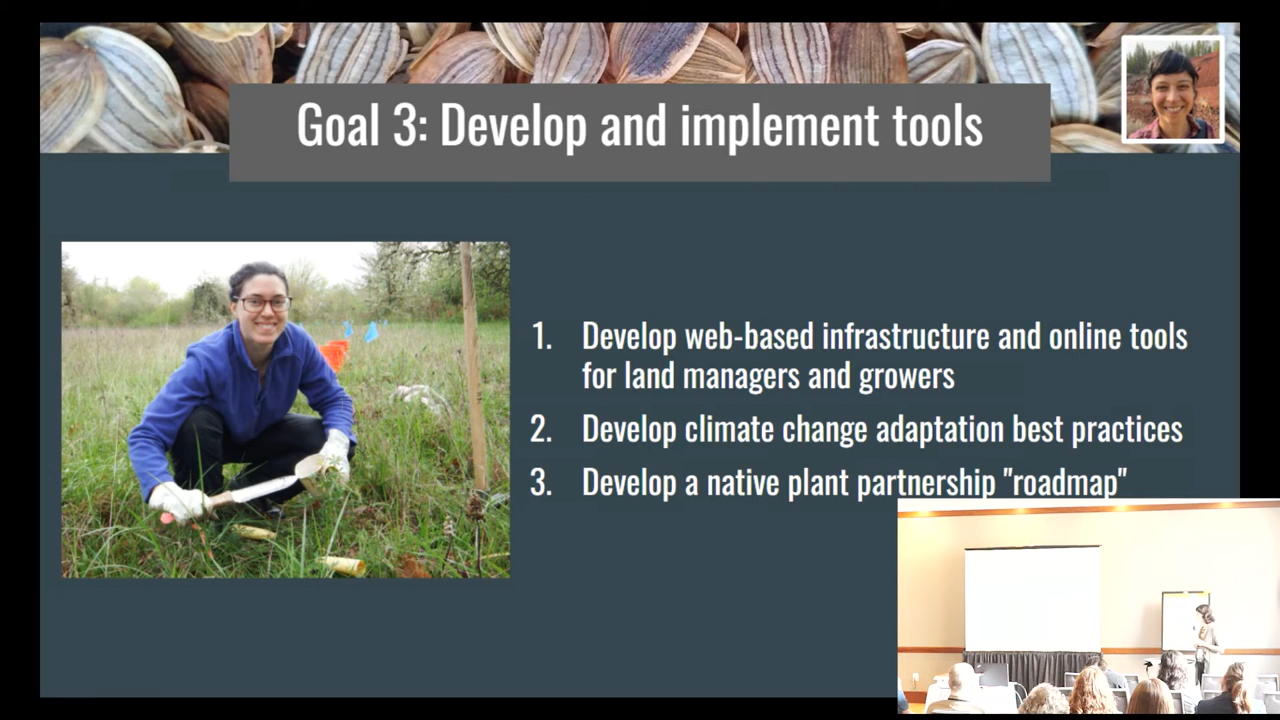 Goal 3: Develop and implement tools
1. Develop web-based infrastructure and online tools
for land managers and growers
2. Develop climate change adaptation best practices
3. Develop a native plant partnership "roadmap"